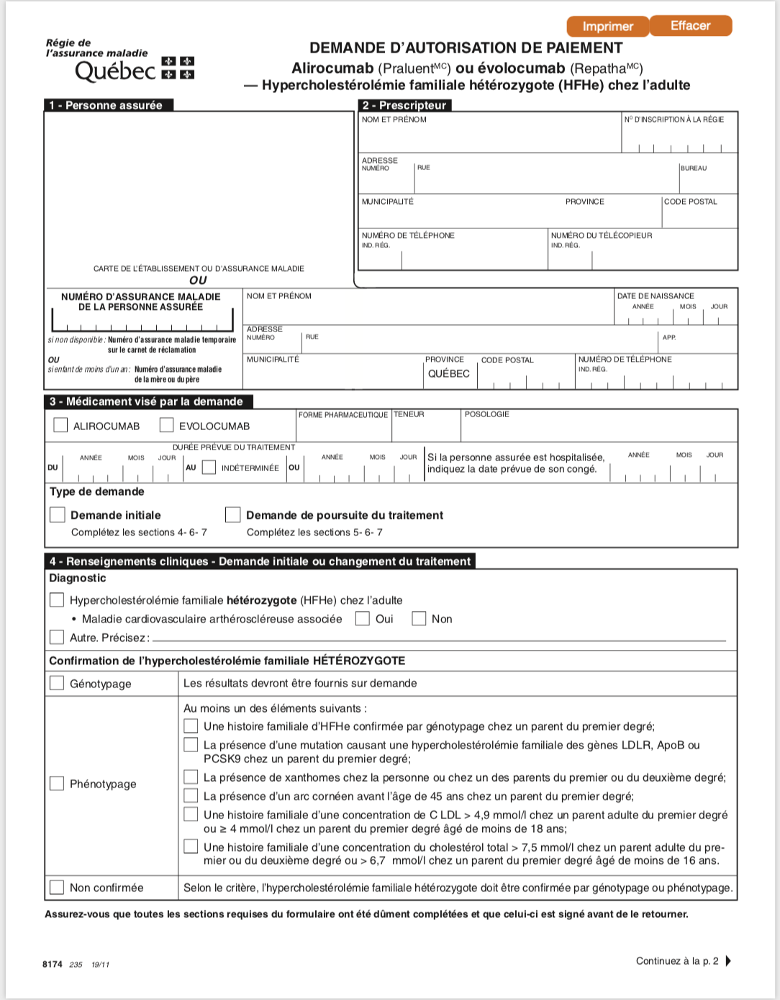 Imprimer
Effacer
Régie de
l'assurance maladie
Québec
DEMANDE D'AUTORISATION DE PAIEMENT
Alirocumab (PraluentMC) ou évolocumab (RepathaMC)
— Hypercholestérolémie familiale hétérozygote (HFHe) chez l'adulte
1 - Personne assurée
2 - Prescripteur
NOM ET PRÉNOM
NO D'INSCRIPTION À LA RÉGIE
ADRESSE
NUMÉRO
RUE
BUREAU
MUNICIPALITÉ
PROVINCE
CODE POSTAL
NUMÉRO DE TÉLÉPHONE
IND. RÉG.
NUMÉRO DU TÉLÉCOPIEUR
IND. RÉG.
CARTE DE L'ÉTABLISSEMENT OU D'ASSURANCE MALADIE
OU
NUMÉRO D'ASSURANCE MALADIE
DE LA PERSONNE ASSURÉE
si non disponible : Numéro d'assurance maladie temporaire
sur le carnet de réclamation
OU
si enfant de moins d'un an : Numéro d'assurance maladie
de la mère ou du père
NOM ET PRÉNOM
DATE DE NAISSANCE
ANNÉE MOIS JOUR
ADRESSE
NUMÉRO
RUE
APP.
MUNICIPALITÉ
PROVINCE
QUÉBEC
CODE POSTAL
NUMÉRO DE TÉLÉPHONE
IND. RÉG.
3 - Médicament visé par la demande
ALIROCUMAB
EVOLOCUMAB
FORME PHARMACEUTIQUE
TENEUR
POSOLOGIE
DURÉE PRÉVUE DU TRAITEMENT
DU
ANNÉE MOIS JOUR
AU
INDÉTERMINÉE
OU
ANNÉE MOIS JOUR
Si la personne assurée est hospitalisée,
indiquez la date prévue de son congé.
ANNÉE MOIS JOUR
Type de demande
Demande initiale
Complétez les sections 4- 6- 7
Demande de poursuite du traitement
Complétez les sections 5- 6- 7
4 - Renseignements cliniques - Demande initiale ou changement du traitement
Diagnostic
Hypercholestérolémie familiale hétérozygote (HFHe) chez l'adulte
• Maladie cardiovasculaire arthéroscléreuse associée Oui Non
Autre. Précisez :
Confirmation de l'hypercholestérolémie familiale HÉTÉROZYGOTE
Génotypage
Les résultats devront être fournis sur demande
Phénotypage
Au moins un des éléments suivants :
Une histoire familiale d'HFHe confirmée par génotypage chez un parent du premier degré;
La présence d'une mutation causant une hypercholestérolémie familiale des gènes LDLR, ApoB ou
PCSK9 chez un parent du premier degré;
La présence de xanthomes chez la personne ou chez un des parents du premier ou du deuxième degré;
La présence d'un arc cornéen avant l'âge de 45 ans chez un parent du premier degré;
Une histoire familiale d'une concentration de C LDL > 4,9 mmol/l chez un parent adulte du premier degré
ou ≥ 4 mmol/l chez un parent du premier degré âgé de moins de 18 ans;
Une histoire familiale d'une concentration du cholestérol total > 7,5 mmol/l chez un parent adulte du pre-
mier ou du deuxième degré ou > 6,7 mmol/l chez un parent du premier degré âgé de moins de 16 ans.
Non confirmée
Selon le critère, l'hypercholestérolémie familiale hétérozygote doit être confirmée par génotypage ou phénotypage.
Assurez-vous que toutes les sections requises du formulaire ont été dûment complétées et que celui-ci est signé avant de le retourner.
8174 235 19/11
Continuez à la p. 2